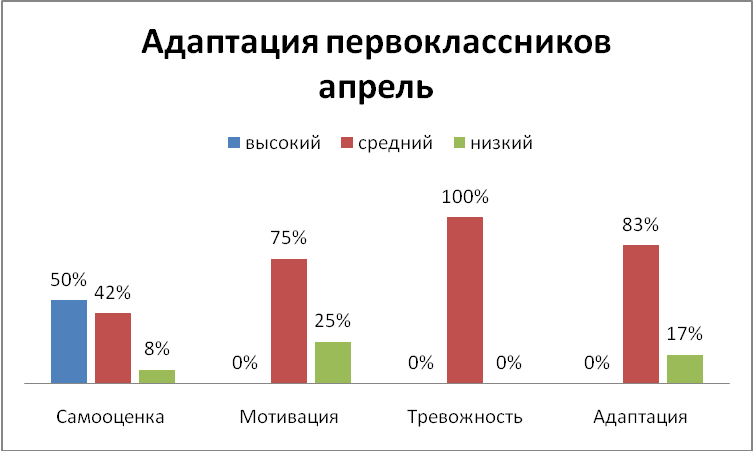 Адаптация первоклассников
апрель
высокий средний низкий
50% 42% 8%
0% 75% 25%
0% 100% 0%
0% 83% 17%
Самооценка Мотивация Тревожность Адаптация